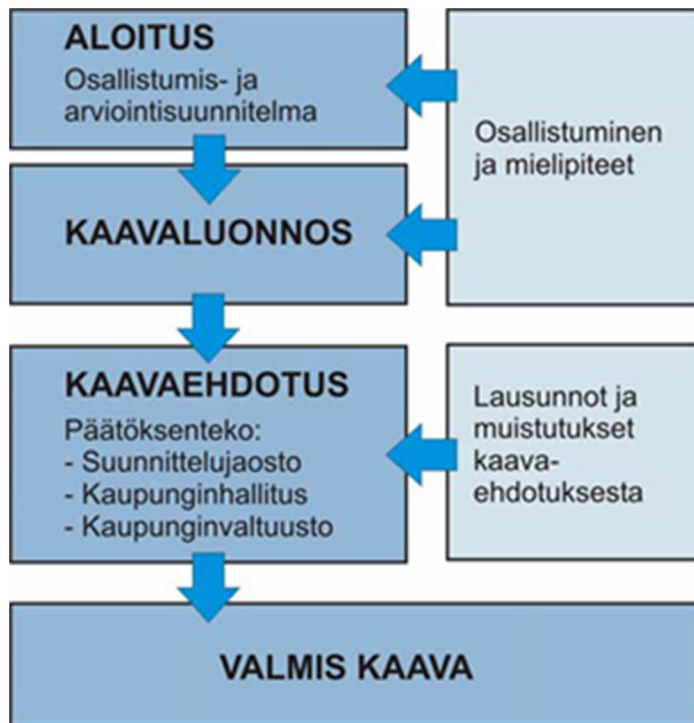 ALOITUS
Osallistumis- ja
arviointisuunnitelma
Osallistuminen
ja mielipiteet
KAAVALUONNOS
KAAVAEHDOTUS
Päätöksenteko:
- Suunnittelujaosto
- Kaupunginhallitus
- Kaupunginvaltuusto
Lausunnot ja
muistutukset
kaava-
ehdotuksesta
VALMIS KAAVA